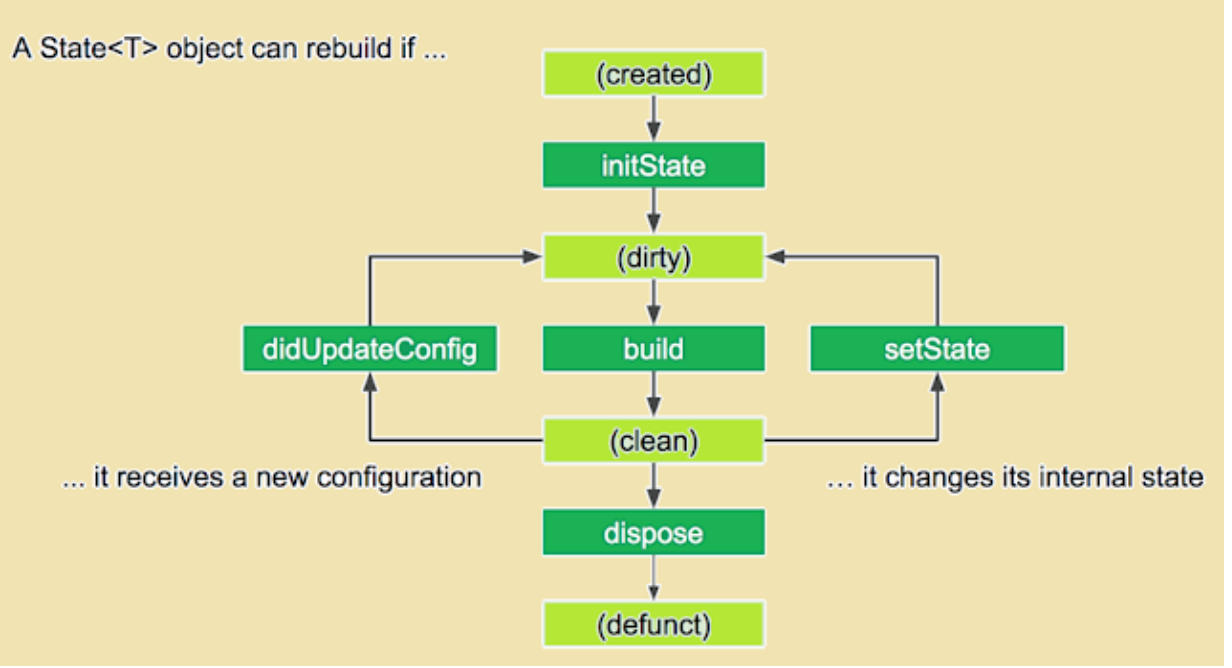 A State<T> object can rebuild if ...
(created)
initState
(dirty)
didUpdateConfig
build
setState
(clean)
... it receives a new configuration
… it changes its internal state
dispose
(defunct)